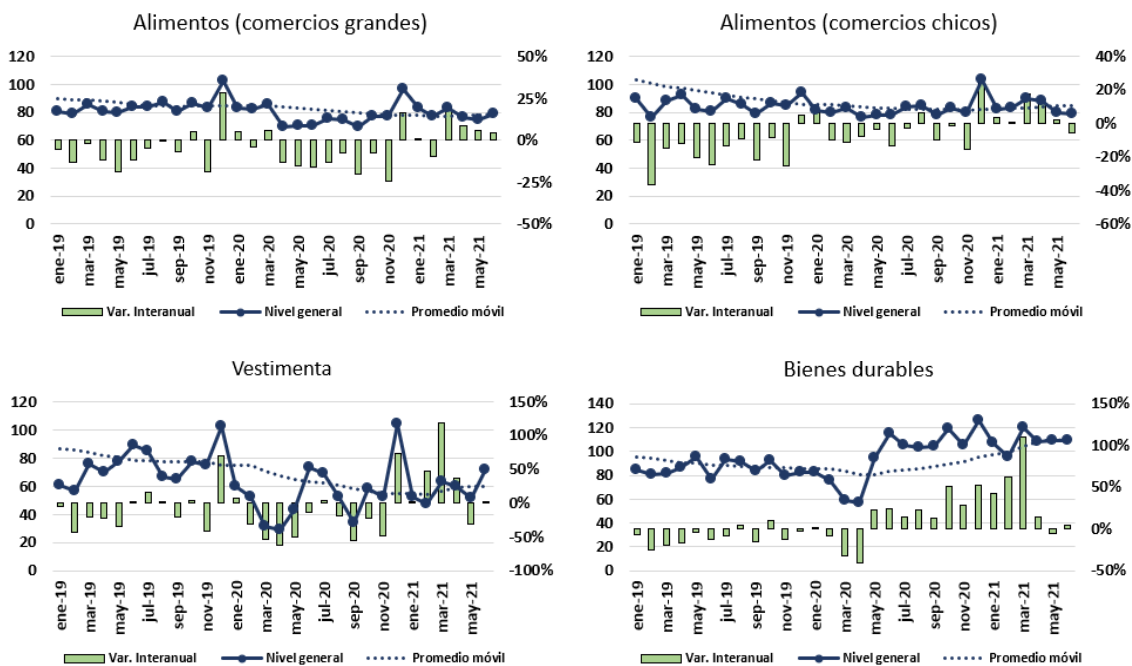 Alimentos (comercios grandes)
120
100
80
60
40
20
0
50%
25%
0%
-25%
-50%
ene-19
mar-19
may-19
jul-19
sep-19
nov-19
ene-20
mar-20
may-20
jul-20
sep-20
nov-20
ene-21
mar-21
may-21
Var. Interanual
Nivel general
Promedio móvil
Alimentos (comercios chicos)
120
100
80
60
40
20
0
40%
20%
0%
-20%
-40%
-60%
ene-19
mar-19
may-19
jul-19
sep-19
nov-19
ene-20
mar-20
may-20
jul-20
sep-20
nov-20
ene-21
mar-21
may-21
Var. Interanual
Nivel general
Promedio móvil
Vestimenta
120
100
80
60
40
20
0
150%
100%
50%
0%
-50%
-100%
ene-19
mar-19
may-19
jul-19
sep-19
nov-19
ene-20
mar-20
may-20
jul-20
sep-20
nov-20
ene-21
mar-21
may-21
Var. Interanual
Nivel general
Promedio móvil
Bienes durables
140
120
100
80
60
40
20
0
150%
100%
50%
0%
-50%
ene-19
mar-19
may-19
jul-19
sep-19
nov-19
ene-20
mar-20
may-20
jul-20
sep-20
nov-20
ene-21
mar-21
may-21
Var. Interanual
Nivel general
Promedio móvil